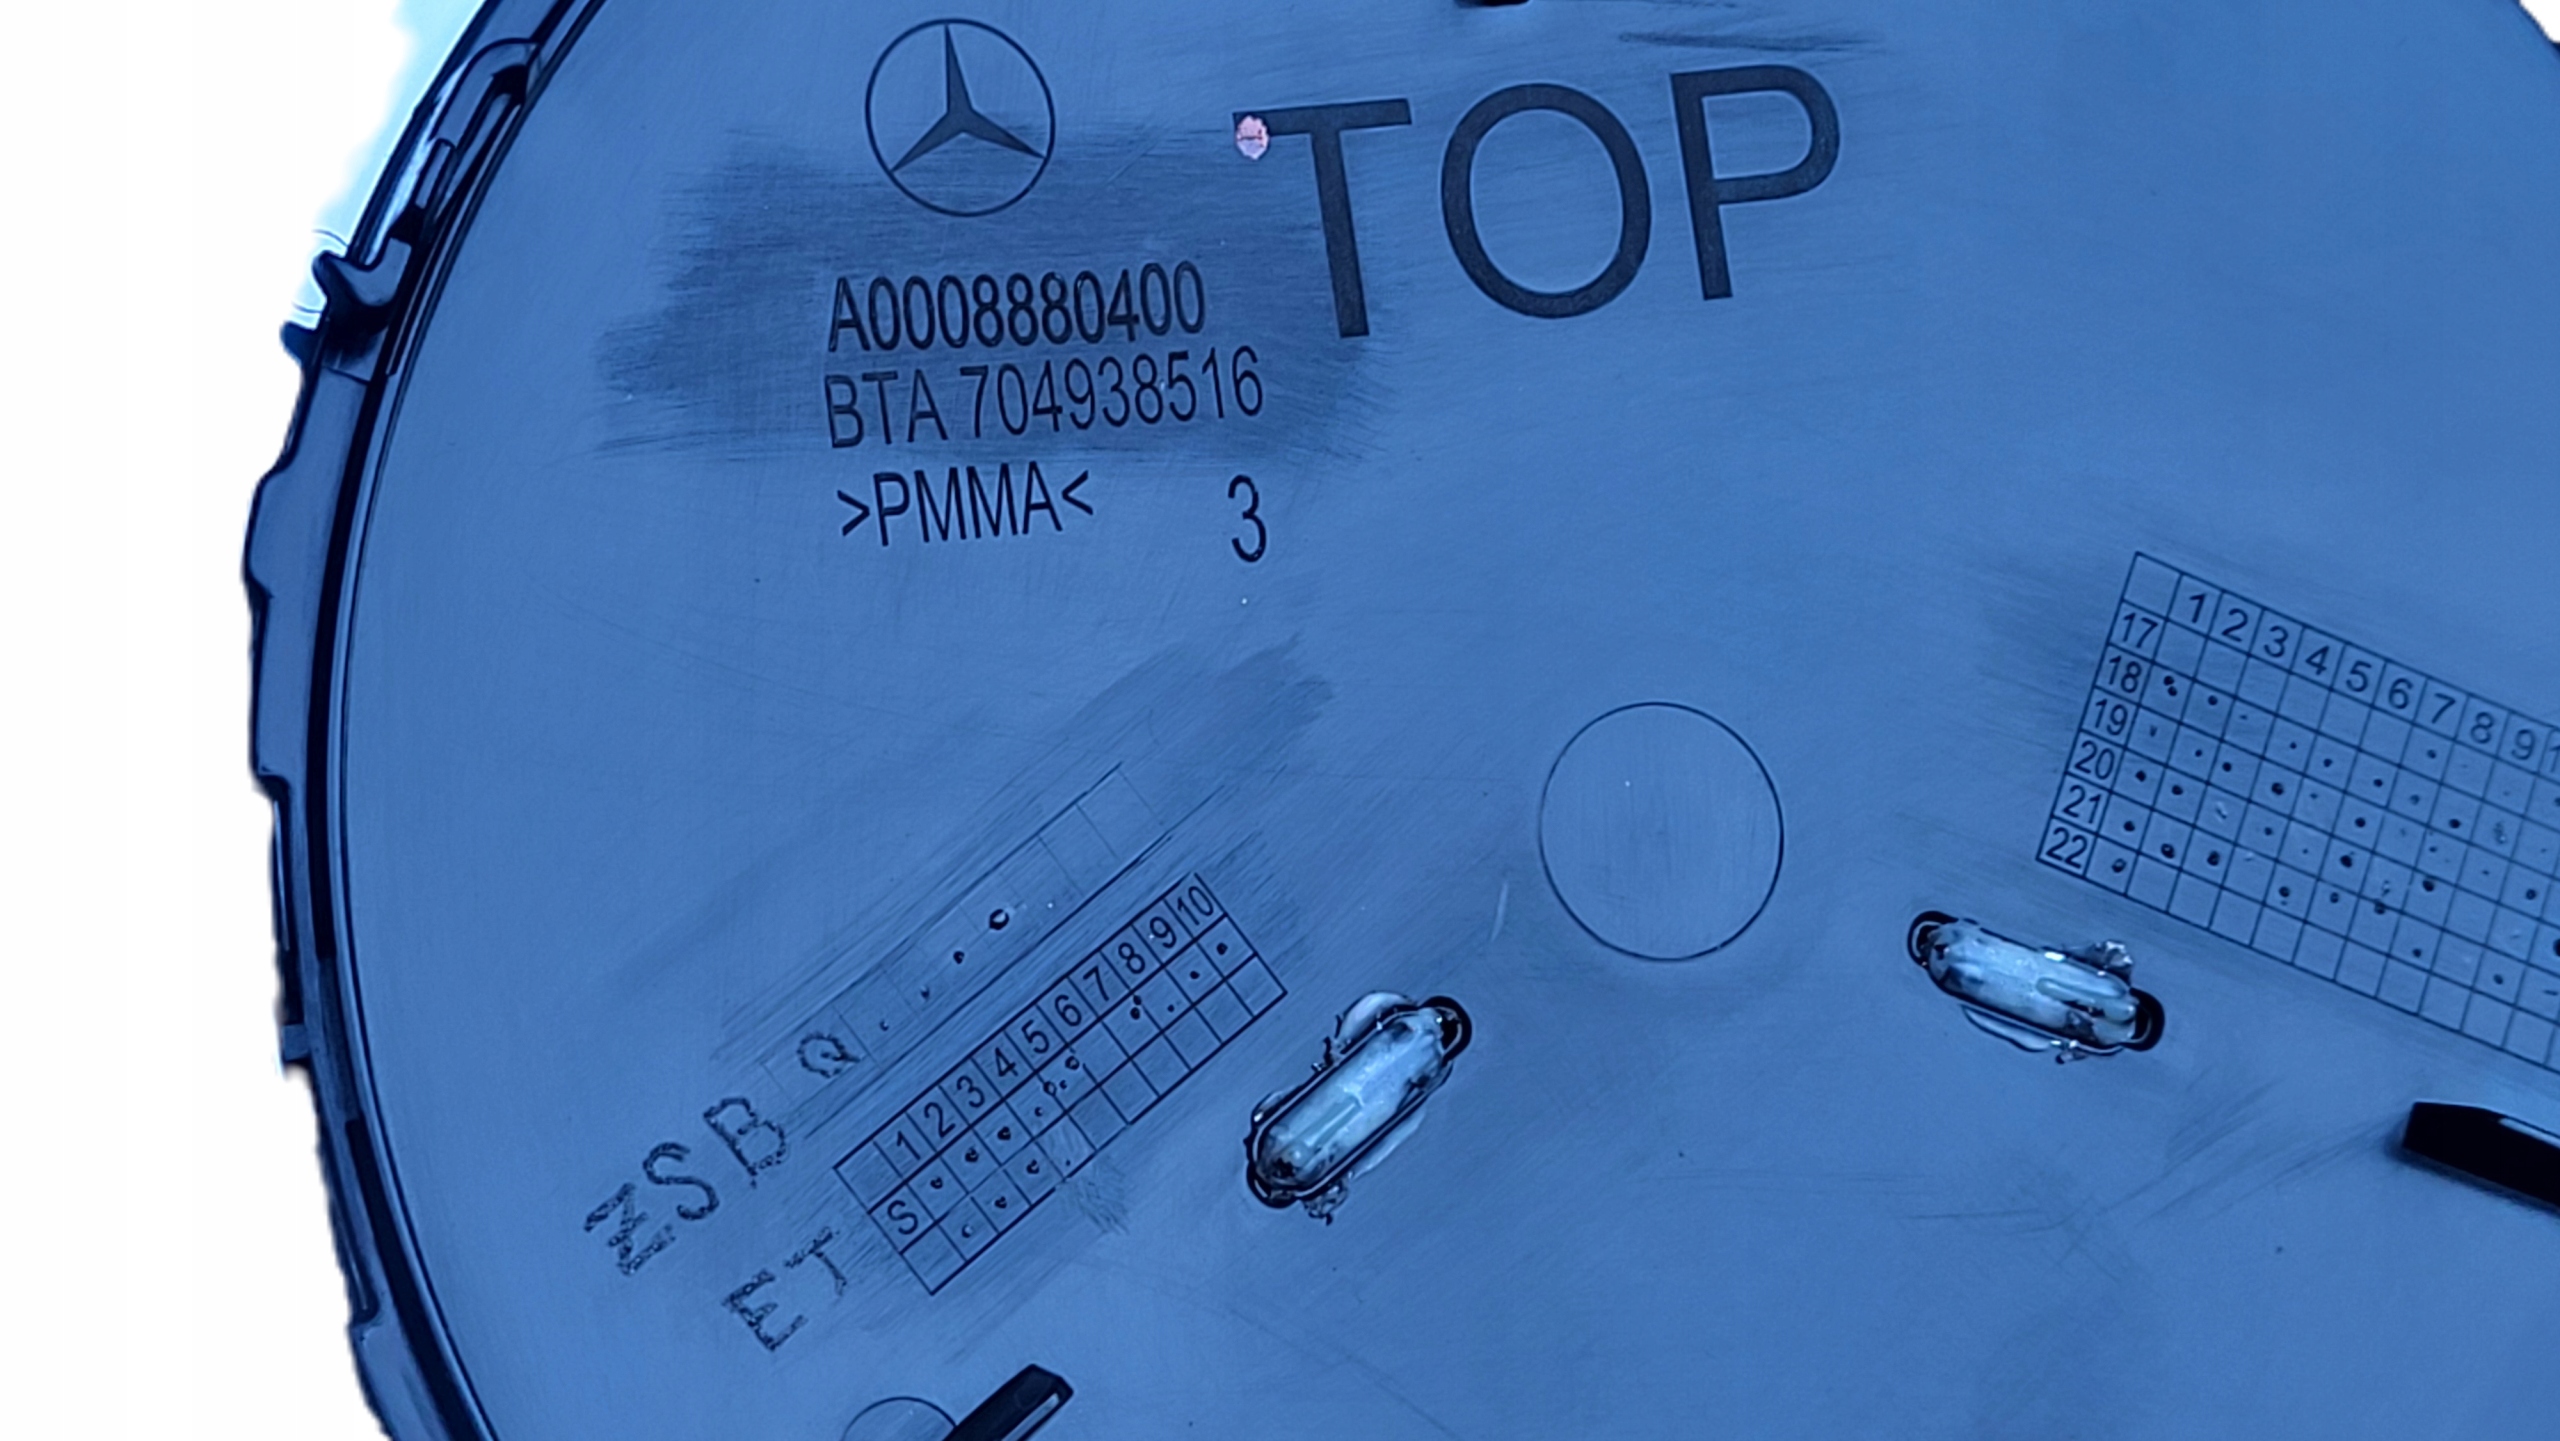 TOP
A0008880400
BTA 704938516
>PMMA<
3
1 2 3 4 5 6 7 8 9
17
18
19
20
21
22
Q
ZSB
1 2 3 4 5 6 7 8 9 10
S
ET